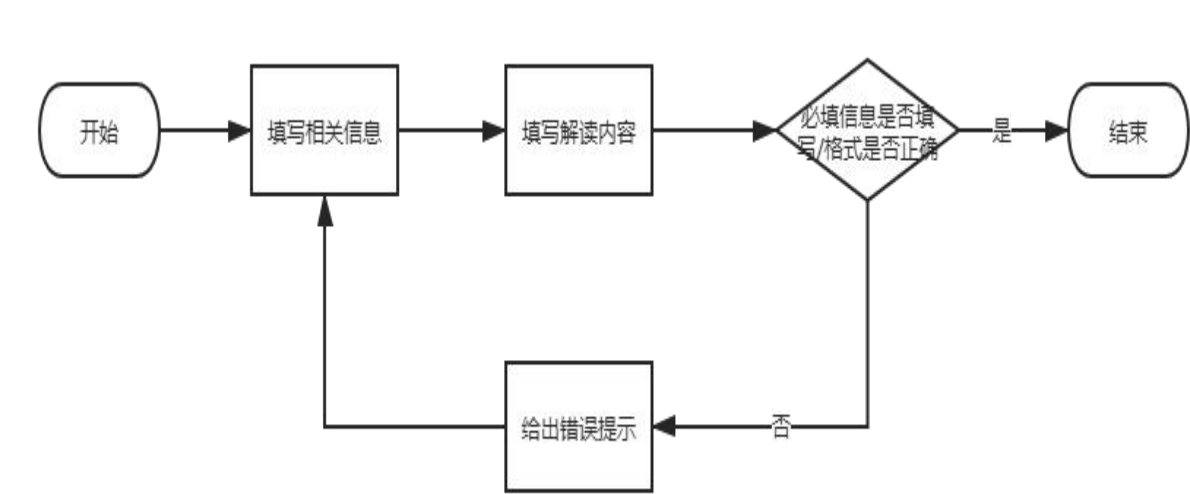 开始
填写相关信息
填写解读内容
必填信息是否填
写/格式是否正确
是
结束
给出错误提示
否